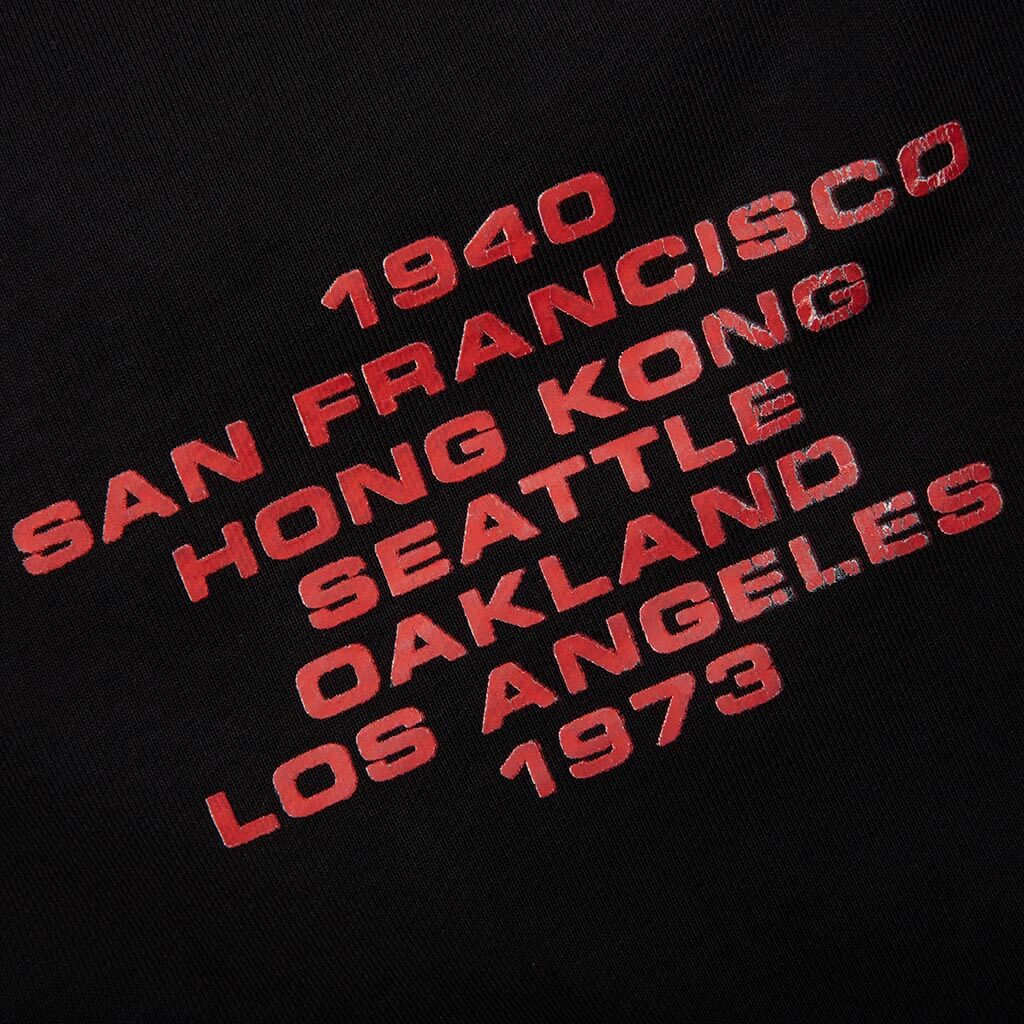 1940
SAN FRANCISCO
HONG KONG
SEATTLE
OAKLAND
LOS ANGELES
1973